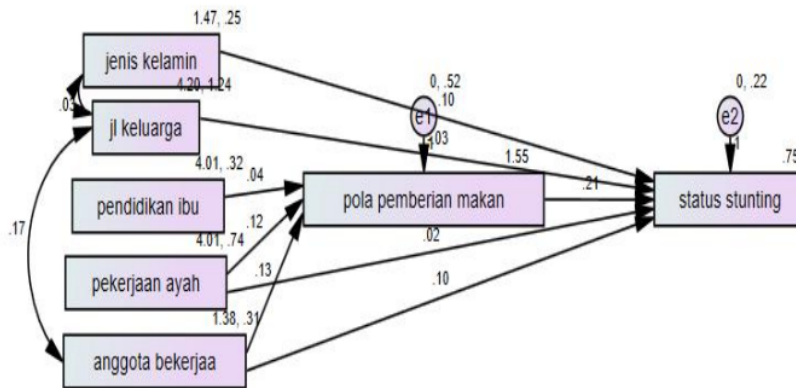 1.47, .25
jenis kelamin
4.20, 1.24
.03
jl keluarga
0, .52
e1
1
.10
.03
0, .22
e2
1
4.01, .32
.04
pendidikan ibu
1.55
pola pemberian makan
.21
.75
status stunting
.17
4.01, .74
.12
pekerjaan ayah
.02
.13
.10
1.38, .31
anggota bekerjaa